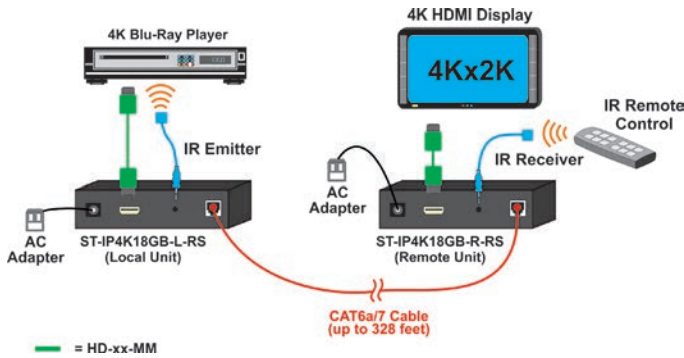 4K Blu-Ray Player
4K HDMI Display
4Kx2K
IR Remote
Control
IR Emitter
IR Receiver
AC
Adapter
AC
Adapter
ST-IP4K18GB-L-RS
(Local Unit)
ST-IP4K18GB-R-RS
(Remote Unit)
CAT6a/7 Cable
(up to 328 feet)
= HD-xx-MM